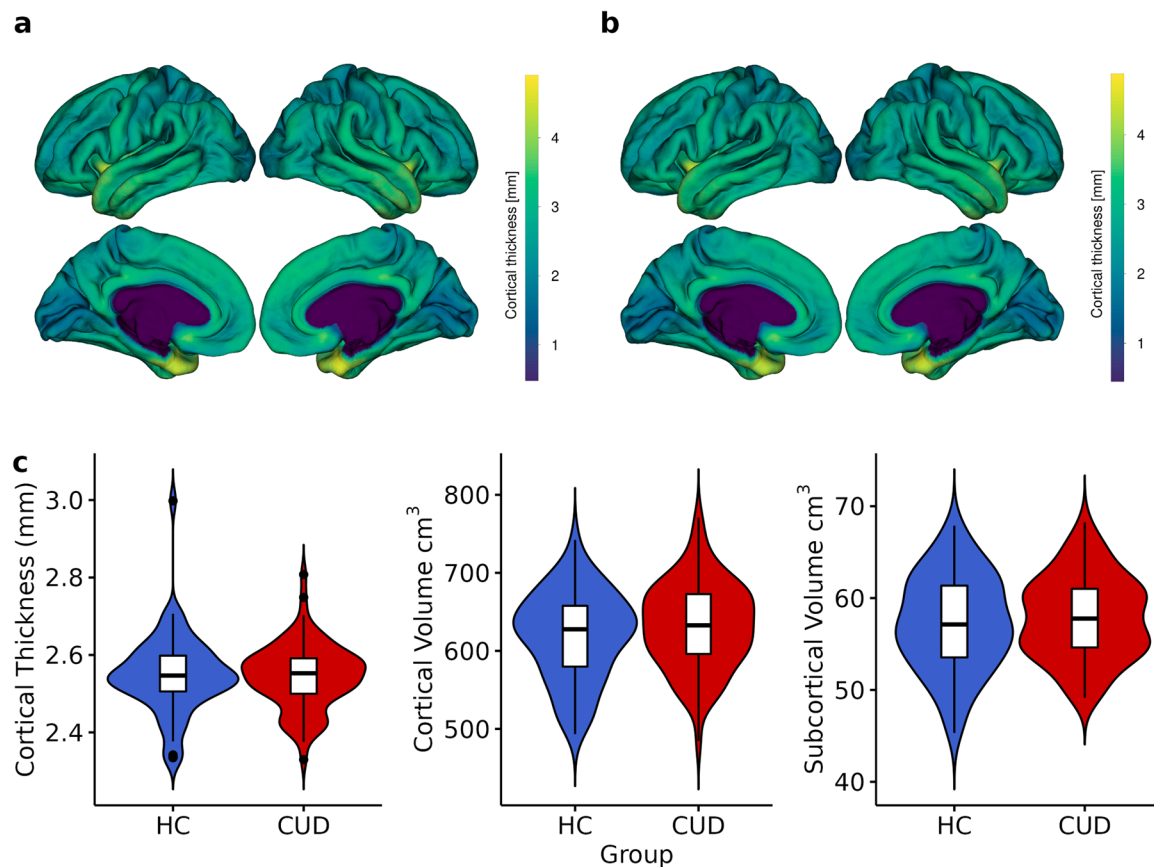 a
b
4
3
2
1
Cortical thickness [mm]
4
3
2
1
Cortical thickness [mm]
c
Cortical Thickness (mm)
3.0
2.8
2.6
2.4
HC
CUD
Cortical Volume cm³
800
700
600
500
HC
CUD
Subcortical Volume cm³
70
60
50
40
HC
CUD
Group